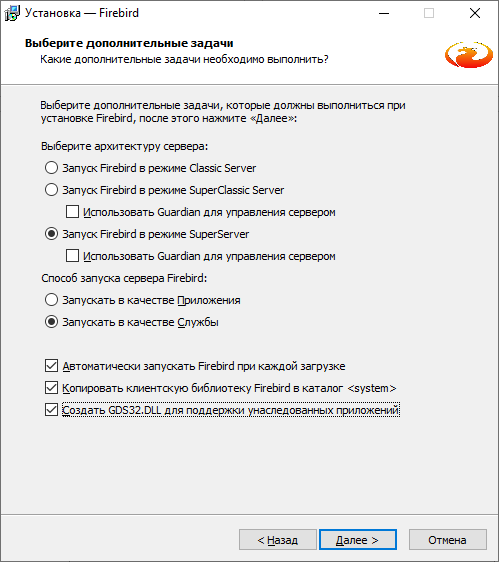 Установка — Firebird
Выберите дополнительные задачи
Какие дополнительные задачи необходимо выполнить?
Выберите дополнительные задачи, которые должны выполниться при
установке Firebird, после этого нажмите «Далее»:
Выберите архитектуру сервера:
Запуск Firebird в режиме Classic Server
Запуск Firebird в режиме SuperClassic Server
Использовать Guardian для управления сервером
Запуск Firebird в режиме SuperServer
Использовать Guardian для управления сервером
Способ запуска сервера Firebird:
Запускать в качестве Приложения
Запускать в качестве Службы
Автоматически запускать Firebird при каждой загрузке
Копировать клиентскую библиотеку Firebird в каталог <system>
Создать GDS32.DLL для поддержки унаследованных приложений
< Назад
Далее >
Отмена